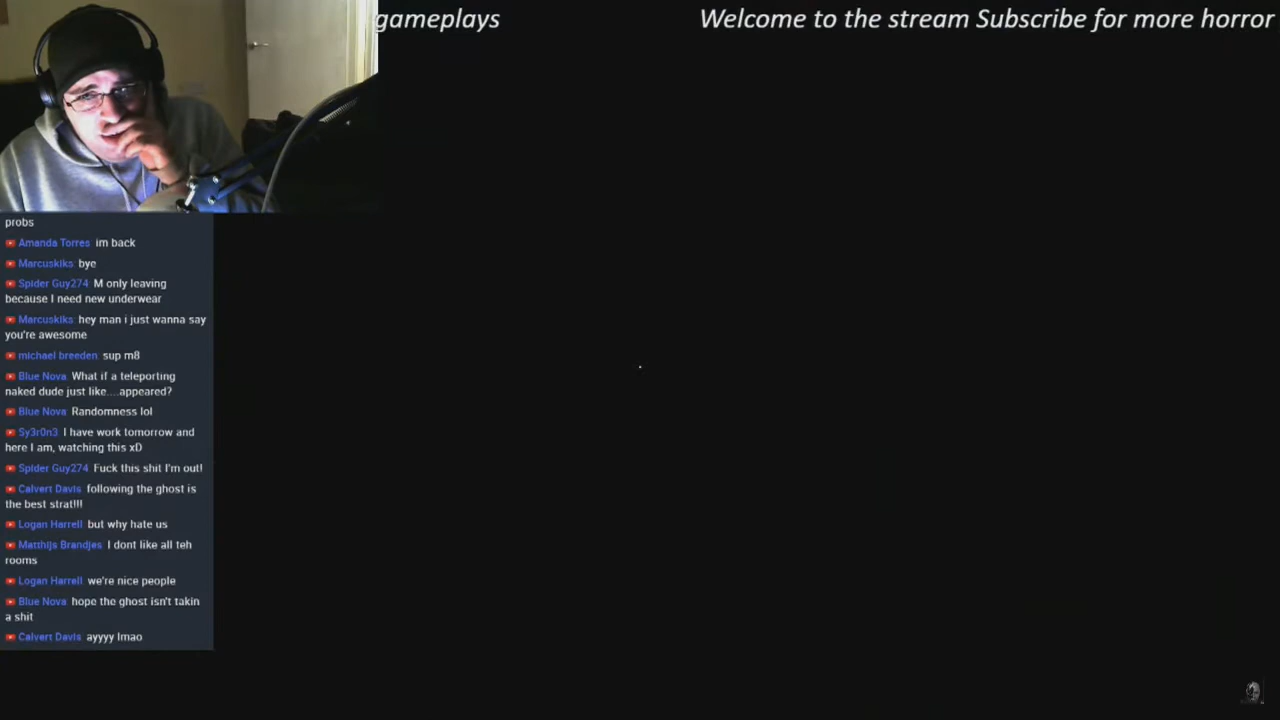 gameplays Welcome to the stream Subscribe for more horror
probs
Amanda Torres im back
Marcuskiks bye
Spider Guy274 M only leaving
because I need new underwear
Marcuskiks hey man i just wanna say
you're awesome
michael breeden sup m8
Blue Nova What if a teleporting
naked dude just like....appeared?
Blue Nova Randomness lol
Sy3r0n3 I have work tomorrow and
here I am, watching this xD
Spider Guy274 Fuck this shit I'm out!
Calvert Davis following the ghost is
the best strat!!!
Logan Harrell but why hate us
Matthijs Brandjes I dont like all teh
rooms
Logan Harrell we're nice people
Blue Nova hope the ghost isn't takin
a shit
Calvert Davis ayyyy lmao